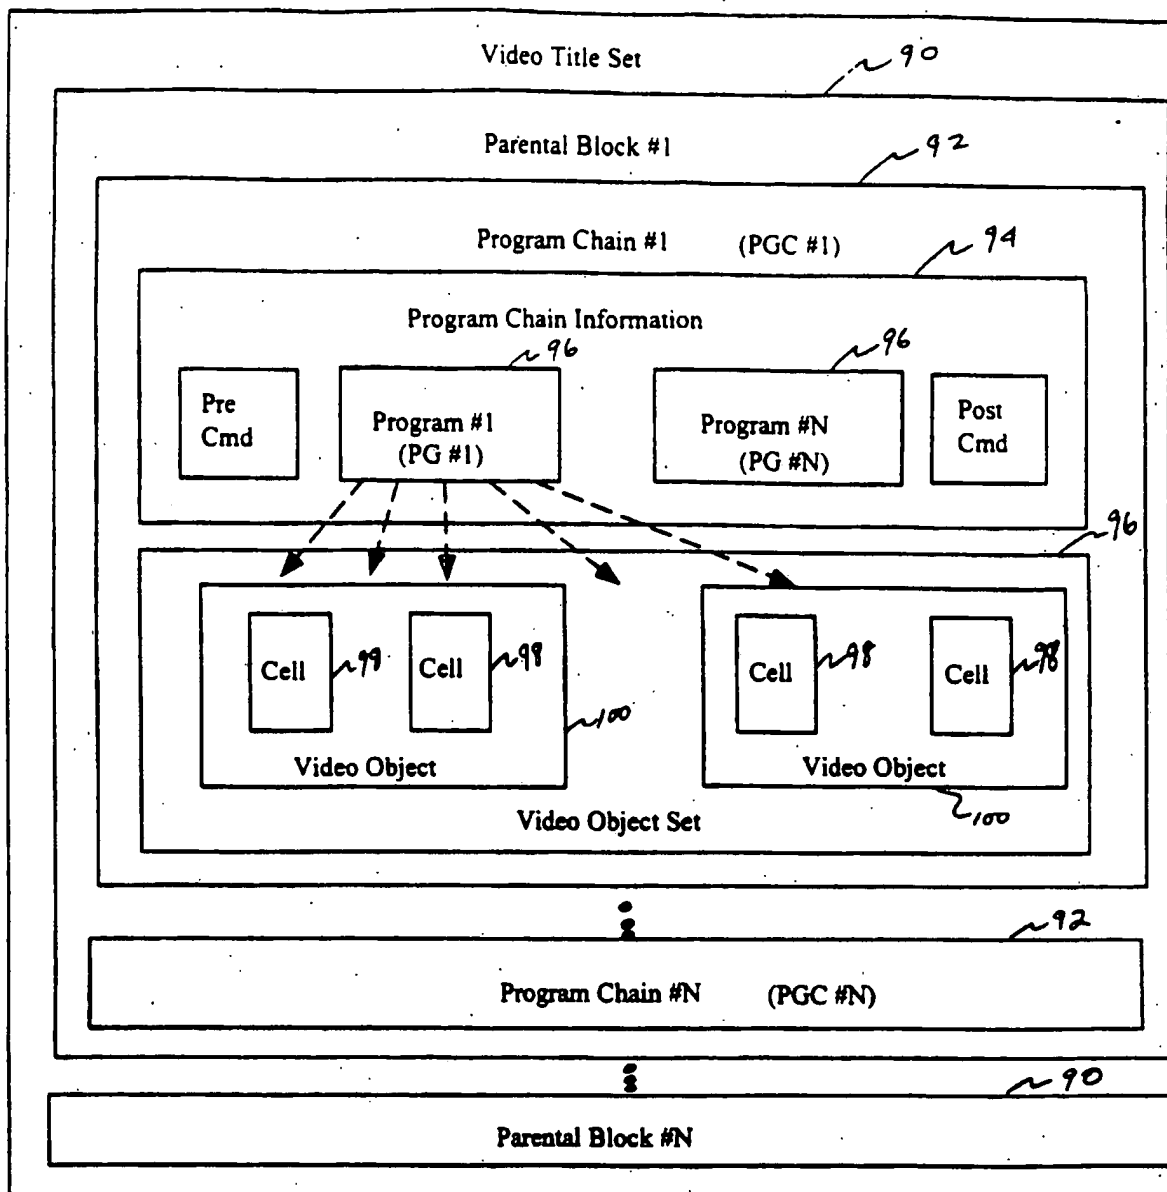 Video Title Set
90
Parental Block #1
92
Program Chain #1 (PGC #1)
94
Program Chain Information
96
96
Pre
Cmd
Program #1
(PG #1)
Program #N
(PG #N)
Post
Cmd
96
Cell
99
Cell
98
Cell
98
Cell
98
100
Video Object
Video Object
100
Video Object Set
92
Program Chain #N (PGC #N)
90
Parental Block #N